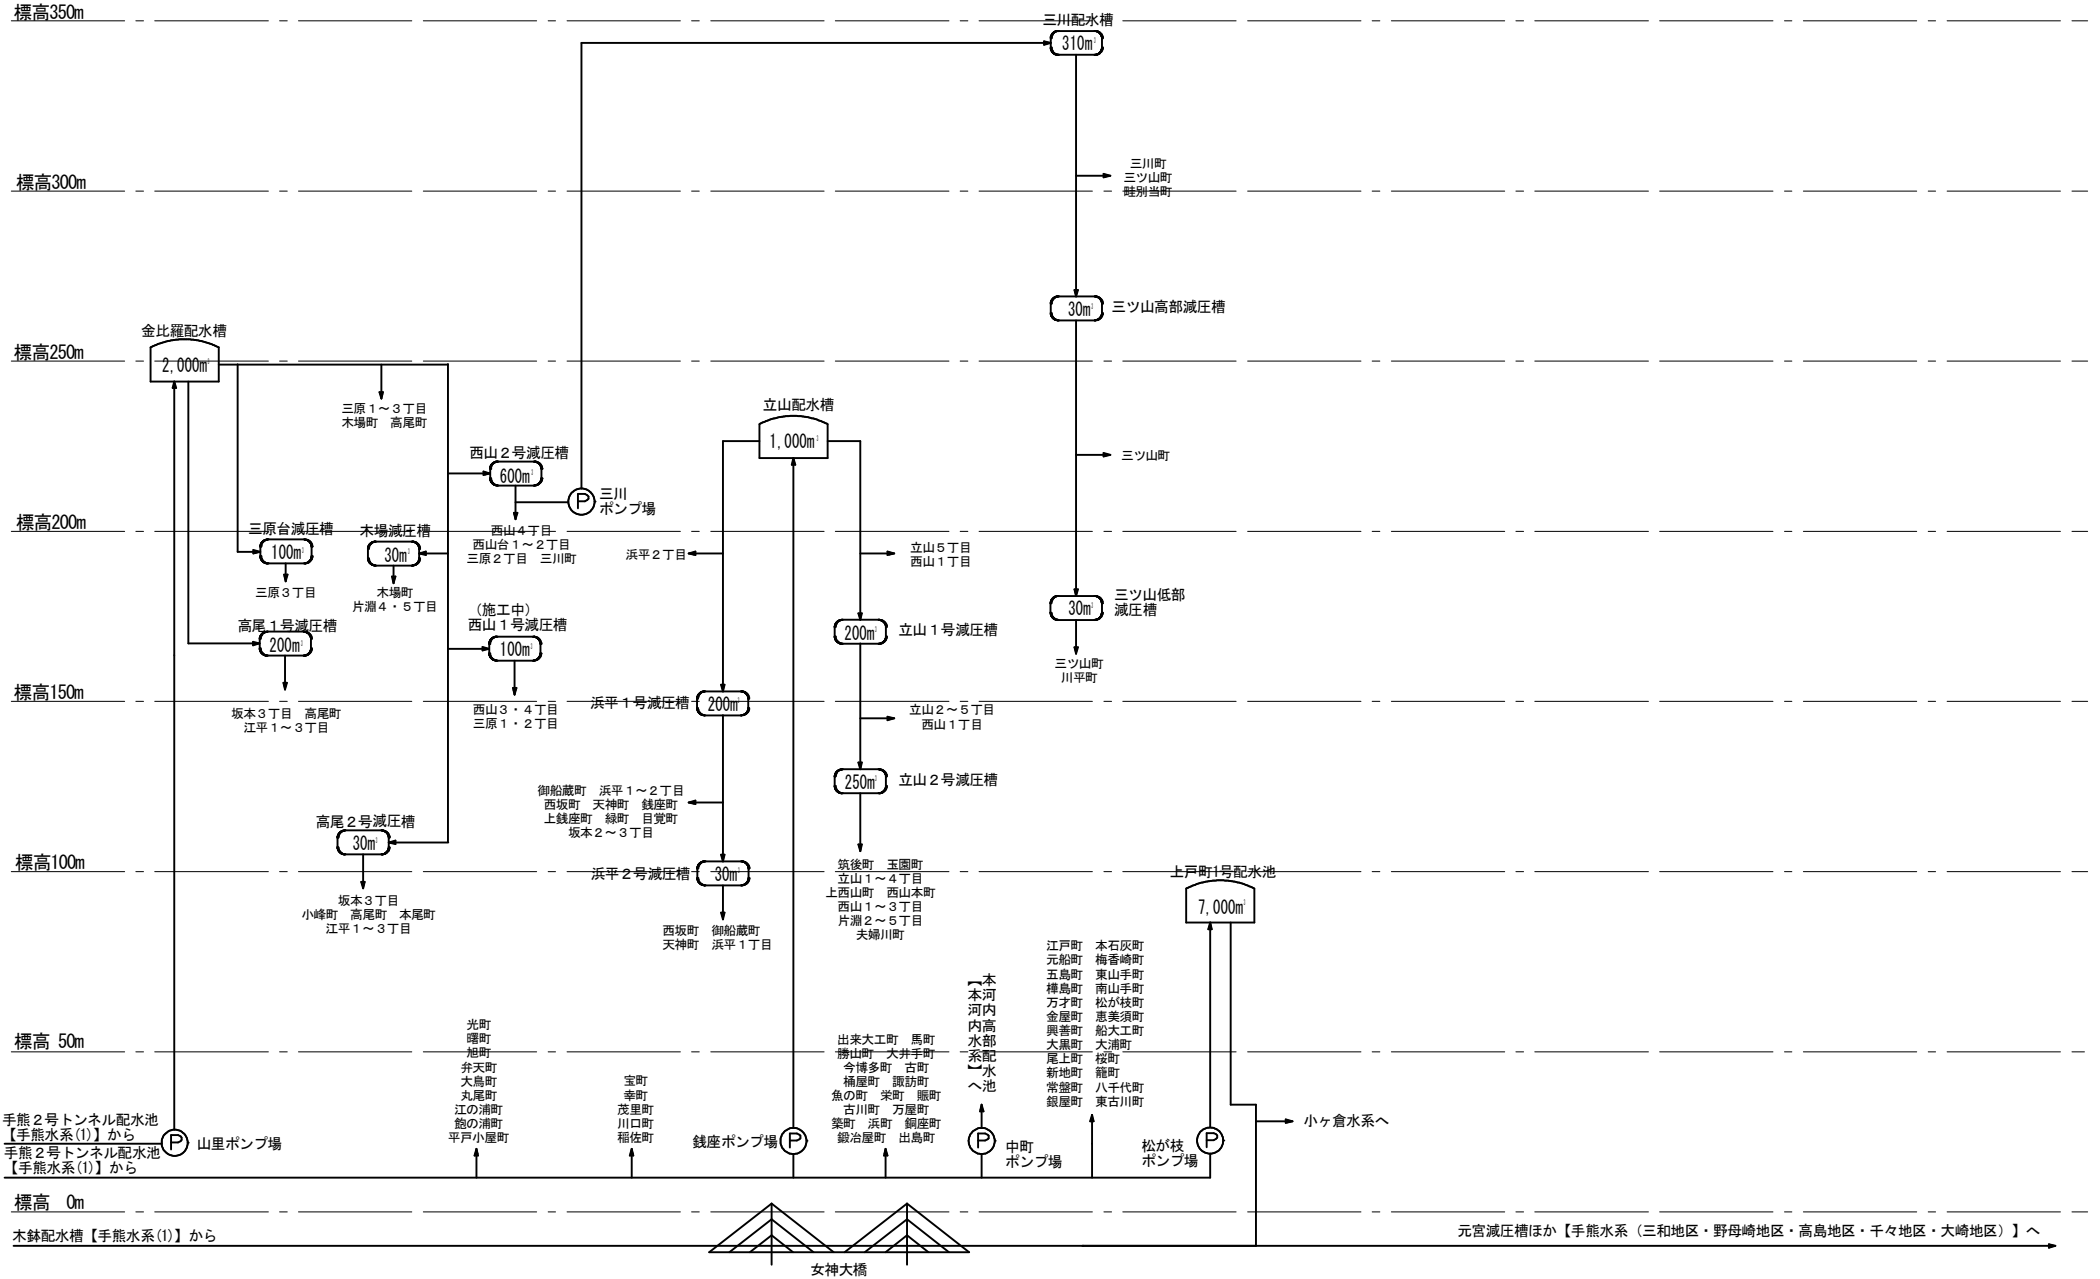 標高350m
三川配水槽
310m³
三川町
三ツ山町
畦別当町
標高300m
30m³
三ツ山高部減圧槽
金比羅配水槽
2,000m³
標高250m
三原１～３丁目
木場町　高尾町
立山配水槽
1,000m³
西山２号減圧槽
600m³
三ツ山町
P
三川
ポンプ場
標高200m
三原台減圧槽
100m³
三原３丁目
木場減圧槽
30m³
木場町
片淵４・５丁目
西山４丁目
西山台１～２丁目
三原２丁目　三川町
浜平２丁目
立山５丁目
西山１丁目
30m³
三ツ山低部
減圧槽
三ツ山町
川平町
高尾１号減圧槽
200m³
坂本３丁目　高尾町
江平１～３丁目
（施工中）
西山１号減圧槽
100m³
西山３・４丁目
三原１・２丁目
200m³
立山１号減圧槽
標高150m
浜平１号減圧槽
200m³
立山２～５丁目
西山１丁目
250m³
立山２号減圧槽
御船蔵町　浜平１～２丁目
西坂町　天神町　銭座町
上銭座町　緑町　目覚町
坂本２～３丁目
高尾２号減圧槽
30m³
坂本３丁目
小峰町　高尾町　本尾町
江平１～３丁目
標高100m
浜平２号減圧槽
30m³
西坂町　御船蔵町
天神町　浜平１丁目
筑後町　玉園町
立山１～４丁目
上西山町　西山本町
西山１～３丁目
片淵２～５丁目
夫婦川町
上戸町1号配水池
7,000m³
標高 50m
光町
曙町
旭町
弁天町
大鳥町
丸尾町
江の浦町
飽の浦町
平戸小屋町
宝町
幸町
茂里町
川口町
稲佐町
出来大工町　馬町
勝山町　大井手町
今博多町　古町
桶屋町　諏訪町
魚の町　栄町　賑町
古川町　万屋町
築町　浜町　銅座町
鍛冶屋町　出島町
本河内高部配水池
【本河内水系】へ
江戸町　本石灰町
元船町　梅香崎町
五島町　東山手町
樺島町　南山手町
万才町　松が枝町
金屋町　恵美須町
興善町　船大工町
大黒町　大浦町
尾上町　桜町
新地町　籠町
常盤町　八千代町
銀屋町　東古川町
手熊２号トンネル配水池
【手熊水系(1)】から
P
山里ポンプ場
手熊２号トンネル配水池
【手熊水系(1)】から
銭座ポンプ場
P
P
中町
ポンプ場
松が枝
ポンプ場
P
小ヶ倉水系へ
標高　0m
木鉢配水槽【手熊水系(1)】から
女神大橋
元宮減圧槽ほか【手熊水系（三和地区・野母崎地区・高島地区・千々地区・大崎地区）】へ